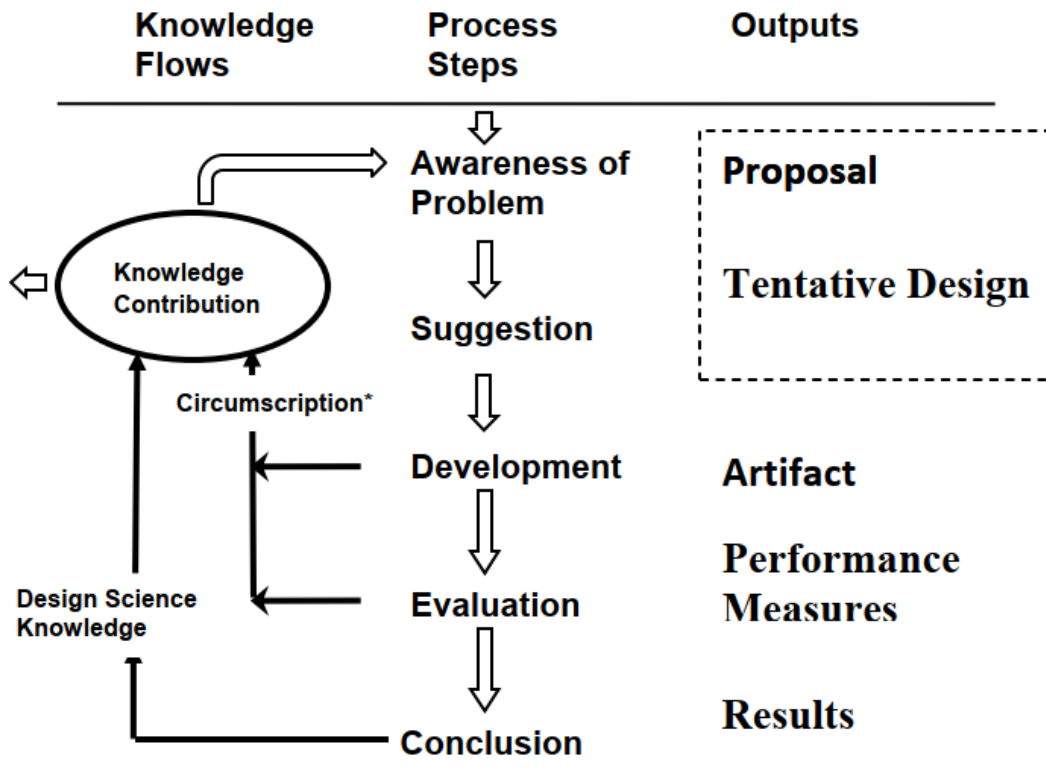 Knowledge
Flows
Process
Steps
Outputs
Awareness of
Problem
Proposal
Knowledge
Contribution
Tentative Design
Suggestion
Circumscription*
Development
Artifact
Design Science
Knowledge
Evaluation
Performance
Measures
Conclusion
Results